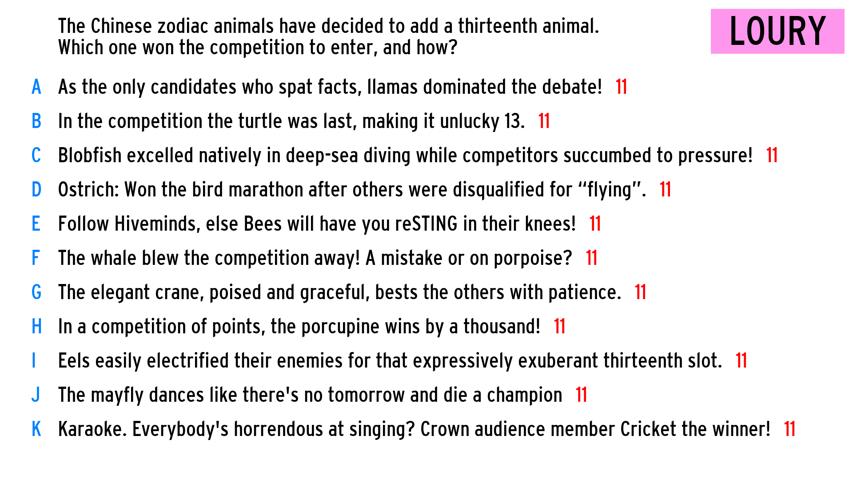 The Chinese zodiac animals have decided to add a thirteenth animal.
Which one won the competition to enter, and how?
LOURY
A As the only candidates who spat facts, llamas dominated the debate! 11
B In the competition the turtle was last, making it unlucky 13. 11
C Blobfish excelled natively in deep-sea diving while competitors succumbed to pressure! 11
D Ostrich: Won the bird marathon after others were disqualified for “flying”. 11
E Follow Hiveminds, else Bees will have you reSTING in their knees! 11
F The whale blew the competition away! A mistake or on porpoise? 11
G The elegant crane, poised and graceful, bests the others with patience. 11
H In a competition of points, the porcupine wins by a thousand! 11
I Eels easily electrified their enemies for that expressively exuberant thirteenth slot. 11
J The mayfly dances like there's no tomorrow and die a champion 11
K Karaoke. Everybody's horrendous at singing? Crown audience member Cricket the winner! 11